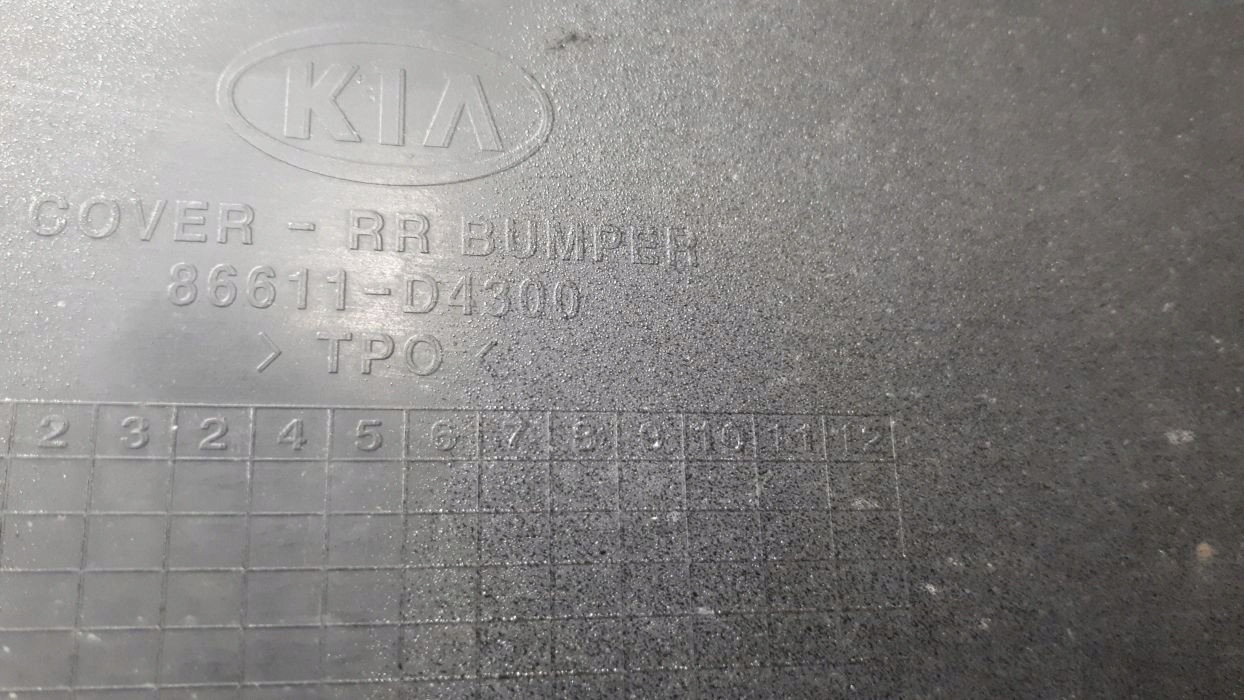 KIA
COVER - RR BUMPER
86611-D4300
> TPO <
2 3 2 4 5 6 7 8 9 10 11 12